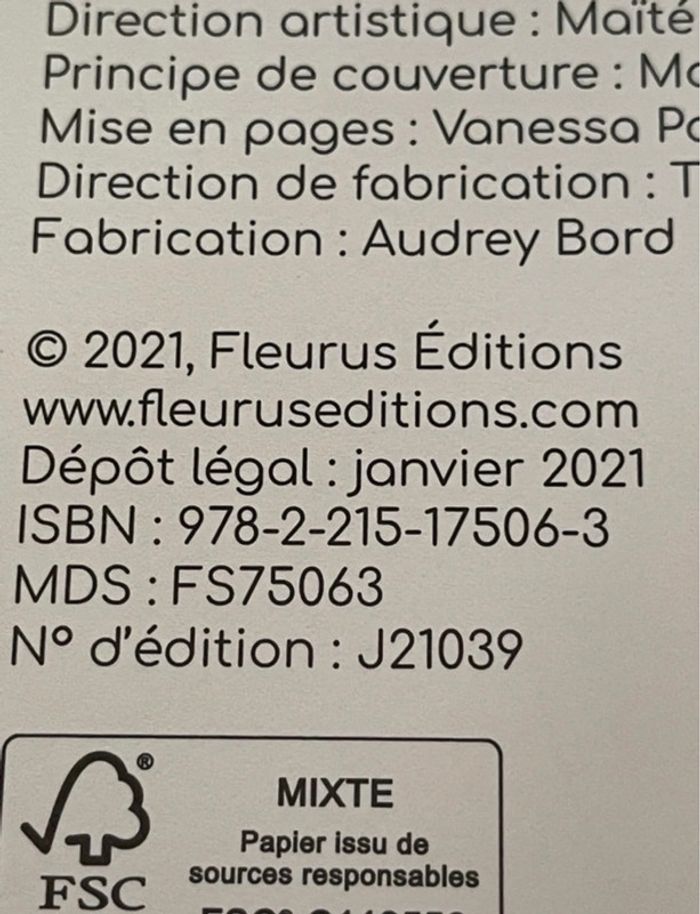 Direction artistique : Maïté
Principe de couverture :
Mise en pages : Vanessa
Direction de fabrication :
Fabrication : Audrey Bord
© 2021, Fleurus Éditions
www.fleuruseditions.com
Dépôt légal : janvier 2021
ISBN : 978-2-215-17506-3
MDS : FS75063
N° d'édition : J21039
®
MIXTE
Papier issu de
sources responsables
FSC